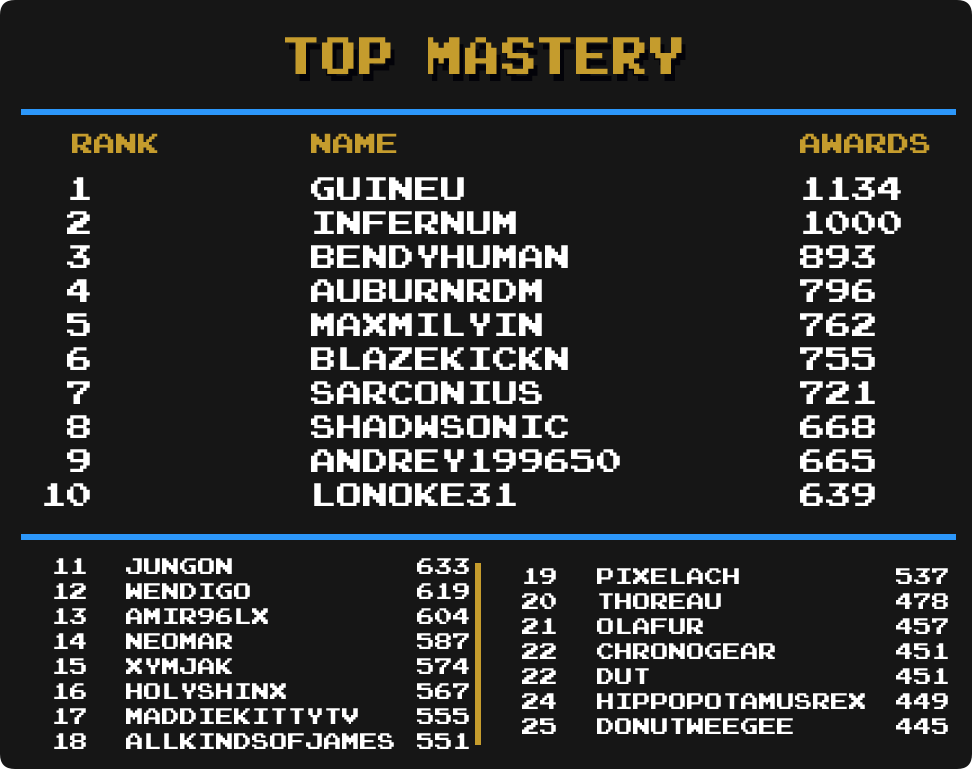 TOP MASTERY
RANK NAME AWARDS
1 GUINEU 1134
2 INFERNUM 1000
3 BENDYHUMAN 893
4 AUBURNRDM 796
5 MAXMILYIN 762
6 BLAZEKICKN 755
7 SARCONIUS 721
8 SHADWSONIC 668
9 ANDREY199650 665
10 LONOKE31 639
11 JUNGON 633
12 WENDIGO 619
13 AMIR96LX 604
14 NEOMAR 587
15 XYMJAK 574
16 HOLYSHINX 567
17 MADDIEKITTYTV 555
18 ALLKINDSOFJAMES 551
19 PIXELACH 537
20 THOREAU 478
21 OLAFUR 457
22 CHRONOGEAR 451
22 DUT 451
24 HIPPOPOTAMUSREX 449
25 DONUTWEEGEE 445